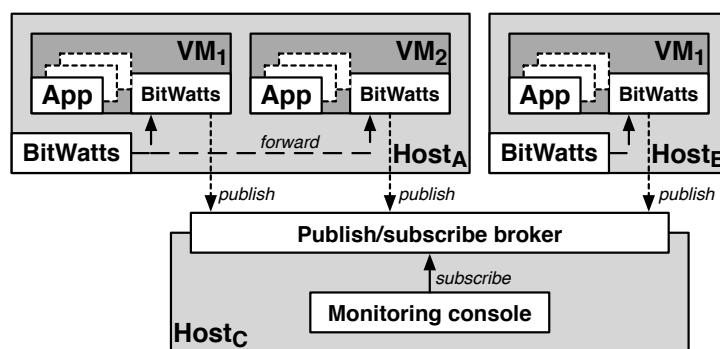 VM1
VM2
VM1
App
BitWatts
App
BitWatts
App
BitWatts
BitWatts
forward
HostA
BitWatts
HostB
publish
publish
publish
Publish/subscribe broker
subscribe
Monitoring console
HostC